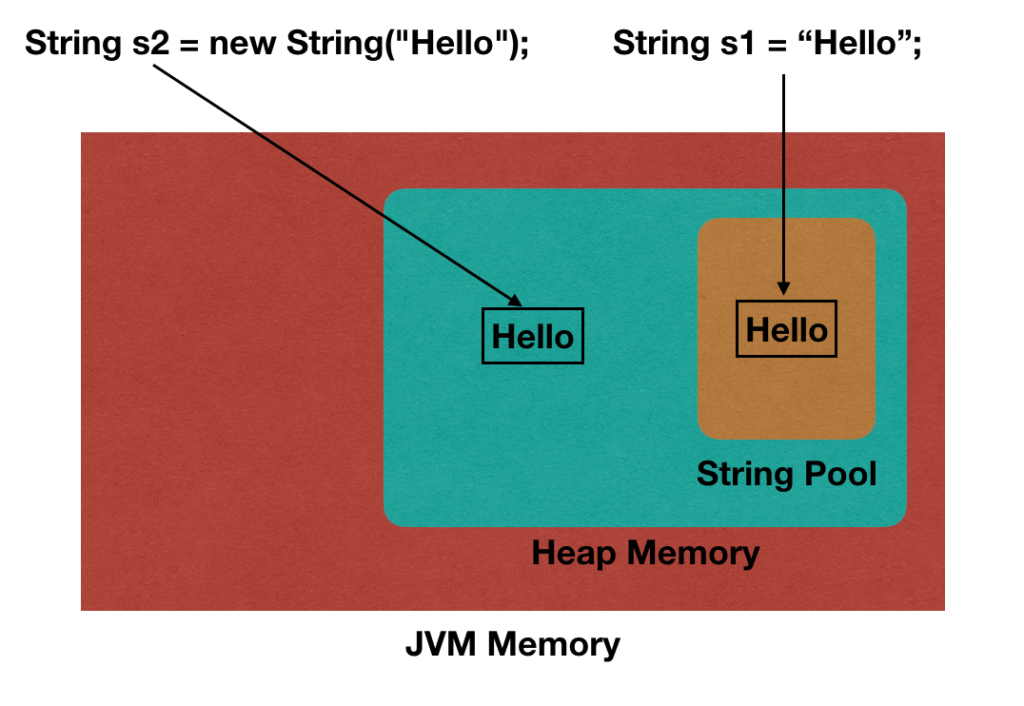 String s2 = new String("Hello");
String s1 = “Hello”;
Hello
Hello
String Pool
Heap Memory
JVM Memory